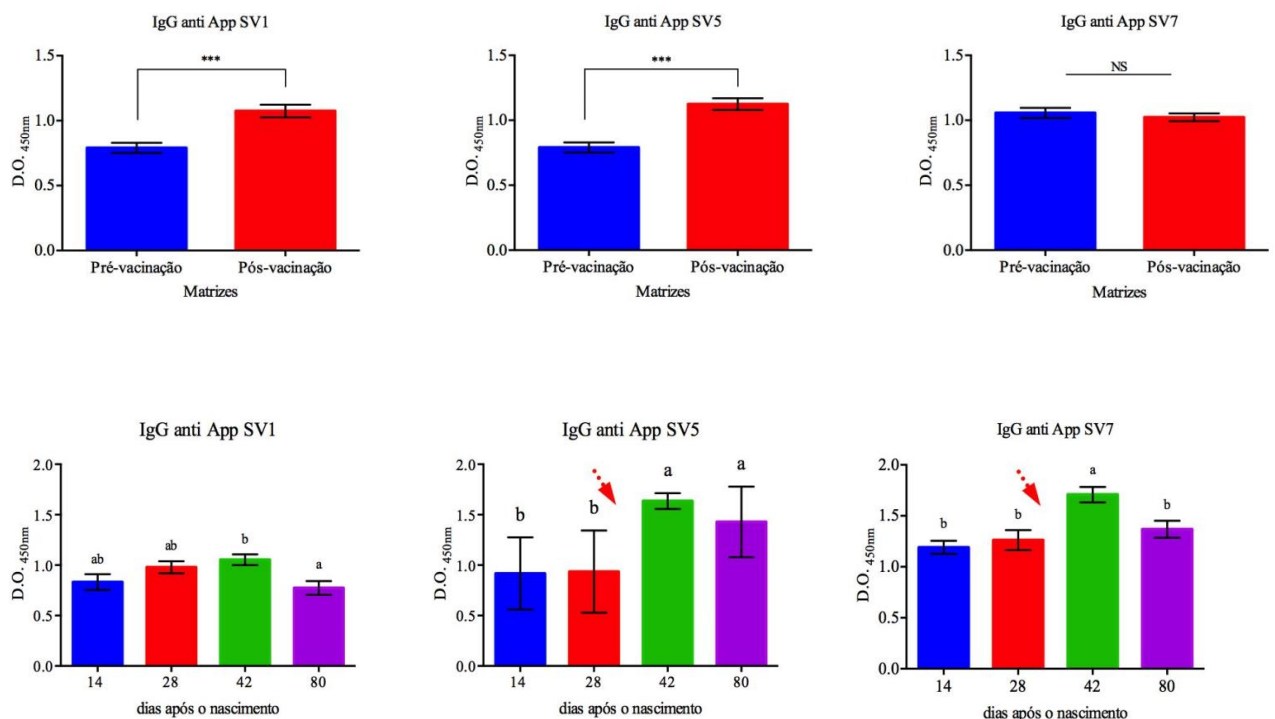 IgG anti App SV1
1.5
***
1.0
D.O. 450nm
0.5
0.0
Pré-vacinação Pós-vacinação
Matrizes
IgG anti App SV5
1.5
***
1.0
D.O. 450nm
0.5
0.0
Pré-vacinação Pós-vacinação
Matrizes
IgG anti App SV7
1.5
NS
1.0
D.O. 450nm
0.5
0.0
Pré-vacinação Pós-vacinação
Matrizes
IgG anti App SV1
2.0
1.5
ab ab b a
1.0
D.O. 450nm
0.5
0.0
14 28 42 80
dias após o nascimento
IgG anti App SV5
2.0
b b a a
1.5
1.0
D.O. 450nm
0.5
0.0
14 28 42 80
dias após o nascimento
IgG anti App SV7
2.0
b b a b
1.5
1.0
D.O. 450nm
0.5
0.0
14 28 42 80
dias após o nascimento